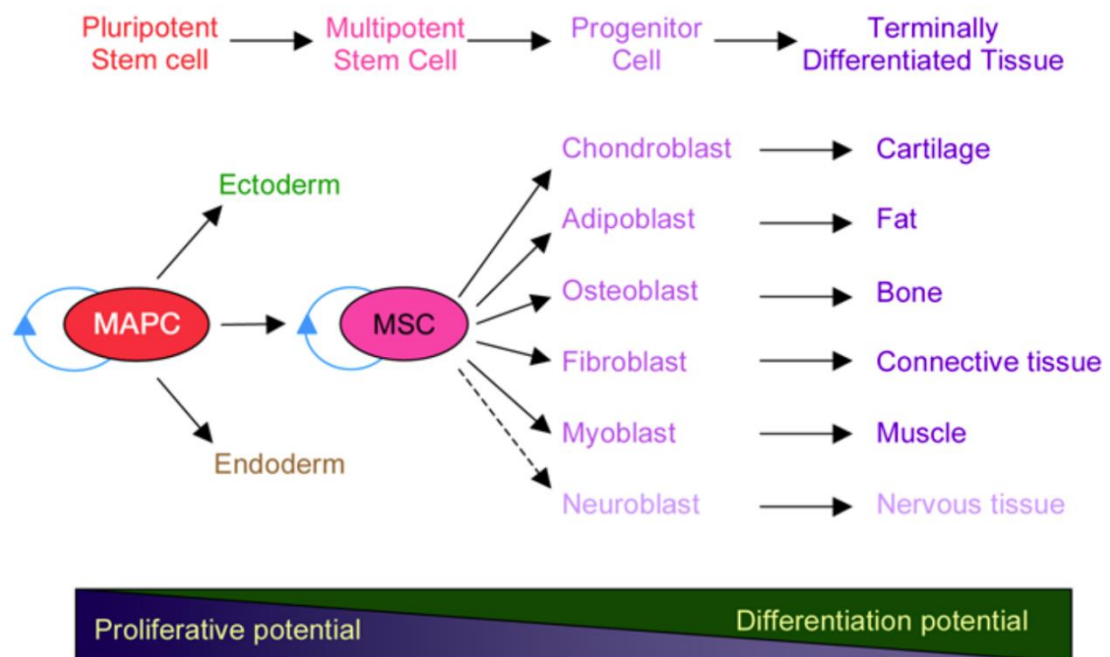 Pluripotent
Stem cell
Multipotent
Stem Cell
Progenitor
Cell
Terminally
Differentiated Tissue
Ectoderm
MAPC
Endoderm
MSC
Chondroblast
Cartilage
Adipoblast
Fat
Osteoblast
Bone
Fibroblast
Connective tissue
Myoblast
Muscle
Neuroblast
Nervous tissue
Proliferative potential
Differentiation potential